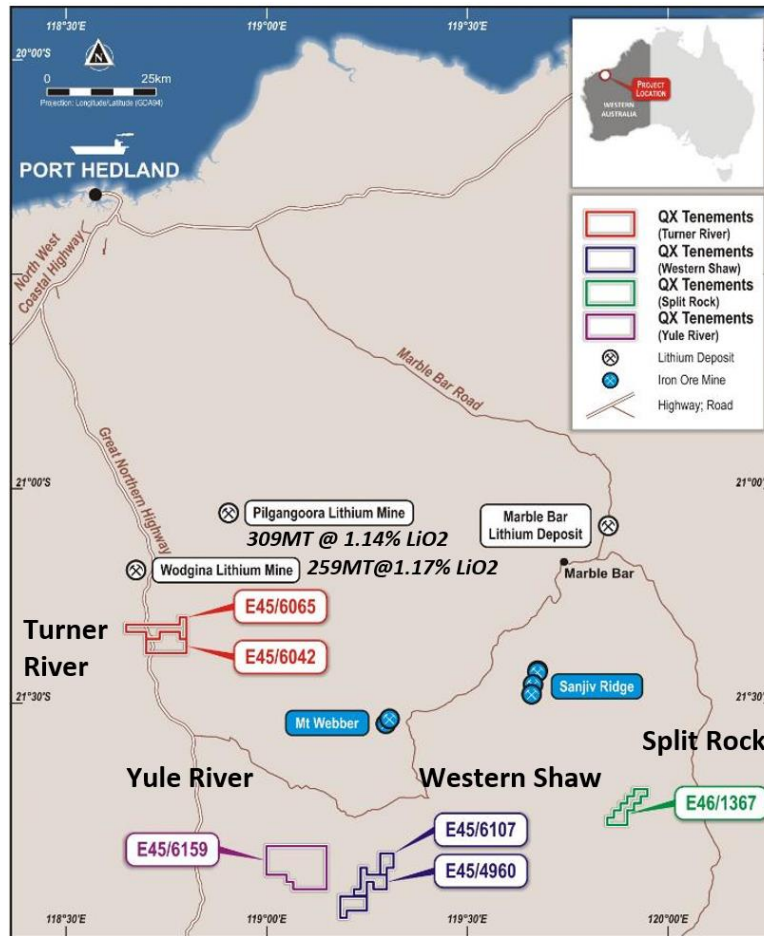 118°30'E
119°00'E
119°30'E
20°00'S
N
0 25km
Projection: Longitude/Latitude (GCA94)
PORT HEDLAND
North West
Coastal Highway
Marble Bar Road
Great Northern Highway
PROJECT
LOCATION
WESTERN
AUSTRALIA
QX Tenements
(Turner River)
QX Tenements
(Western Shaw)
QX Tenements
(Split Rock)
QX Tenements
(Yule River)
Lithium Deposit
Iron Ore Mine
Highway; Road
21°00'S
21°00'S
Pilgangoora Lithium Mine
309MT @ 1.14% LiO2
Marble Bar
Lithium Deposit
Wodgina Lithium Mine
259MT@1.17% LiO2
Marble Bar
Turner
River
E45/6065
E45/6042
Sanjiv Ridge
21°30'S
21°30'S
Mt Webber
Split Rock
Yule River
Western Shaw
E46/1367
E45/6107
E45/6159
E45/4960
118°30'E
119°00'E
119°30'E
120°00'E